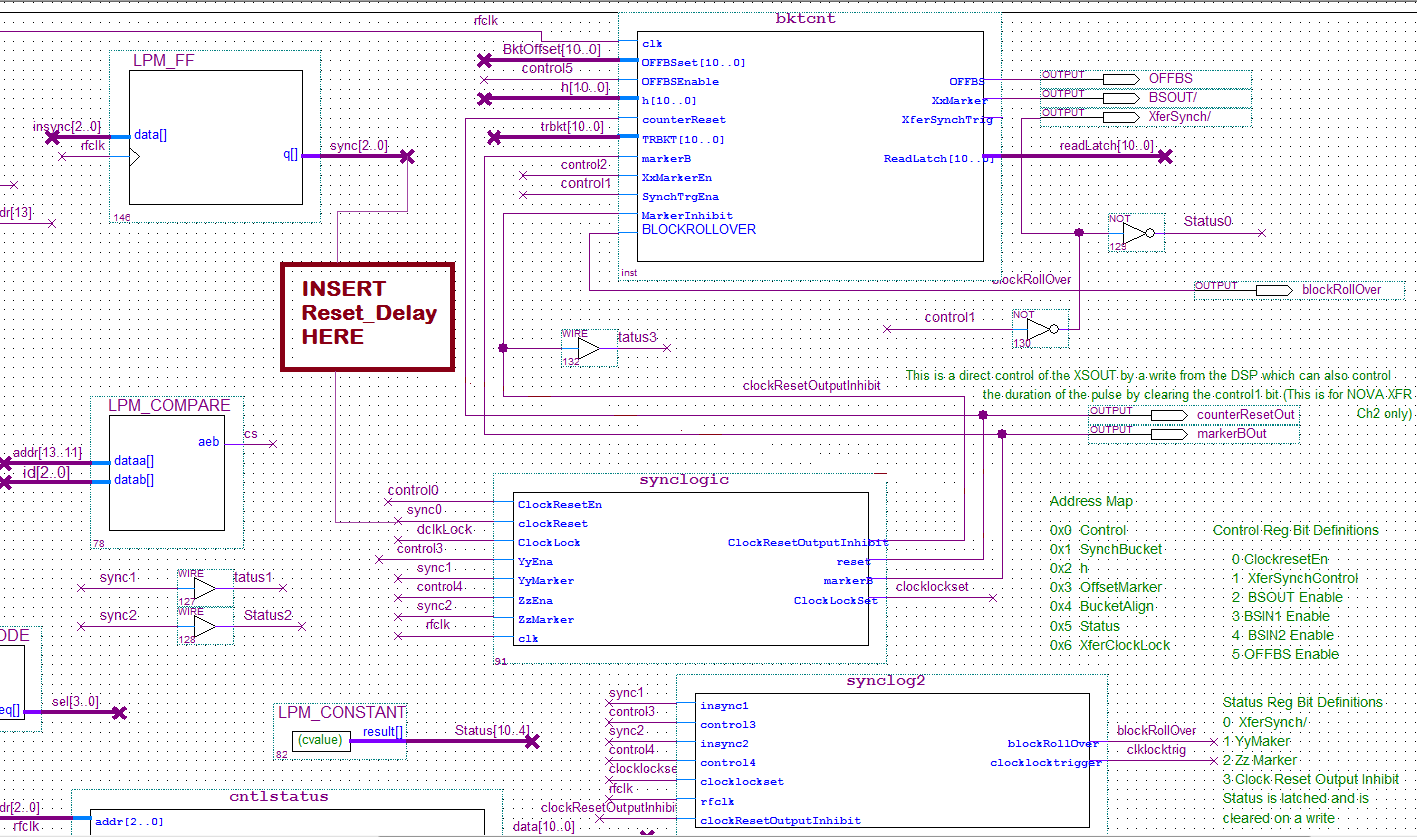 rfclk
bktcnt
clk
BktOffset[10..0]
OFFBSset[10..0]
control5
OFFBSEnable
h[10..0]
h[10..0]
counterReset
trbkt[10..0]
TRBKT[10..0]
markerB
control2
XxMarkerEn
control1
SynchTrgEna
MarkerInhibit
BLOCKROLLOVER
inst
OFFBS
XxMarker
XferSynchTrig
ReadLatch[10..0]
OUTPUT
OFFBS
OUTPUT
BSOUT/
OUTPUT
XferSynch/
readLatch[10..0]
LPM_FF
insync[2..0]
data[]
rfclk
q[]
sync[2..0]
146
dr[13]
NOT
Status0
129
blockRollOver
OUTPUT
blockRollOver
INSERT
Reset_Delay
HERE
WIRE
tatus3
132
control1
NOT
130
This is a direct control of the XSOUT by a write from the DSP which can also control
the duration of the pulse by clearing the control1 bit (This is for NOVA XFR
Ch2 only)
clockResetOutputInhibit
OUTPUT
counterResetOut
OUTPUT
markerBOut
LPM_COMPARE
aeb
cs
addr[13..11]
dataa[]
id[2..0]
datab[]
78
synclogic
control0
ClockResetEn
sync0
clockReset
dclkLock
ClockLock
control3
YyEna
sync1
YyMarker
control4
ZzEna
sync2
ZzMarker
rfclk
clk
ClockResetOutputInhibit
reset
markerB
ClockLockSet
clocklockset
91
Address Map
0x0 Control
0x1 SynchBucket
0x2 h
0x3 OffsetMarker
0x4 BucketAlign
0x5 Status
0x6 XferClockLock
Control Reg Bit Definitions
0 ClockresetEn
1 XferSynchControl
2 BSOUT Enable
3 BSIN1 Enable
4 BSIN2 Enable
5 OFFBS Enable
sync1
WIRE
tatus1
127
sync2
WIRE
Status2
128
ODE
eq[]
sel[3..0]
LPM_CONSTANT
(cvalue)
result[]
Status[10..4]
82
synclog2
sync1
insync1
control3
control3
sync2
insync2
control4
control4
clocklockse
clocklockset
rfclk
rfclk
clockResetOutputInhibi
clockResetOutputInhibit
blockRollOver
clocklocktrigger
blockRollOver
clklocktrig
Status Reg Bit Definitions
0 XferSynch/
1 YyMaker
2 Zz Marker
3 Clock Reset Output Inhibit
Status is latched and is
cleared on a write
cntlstatus
dr[2..0]
addr[2..0]
rfclk
data[10..0]